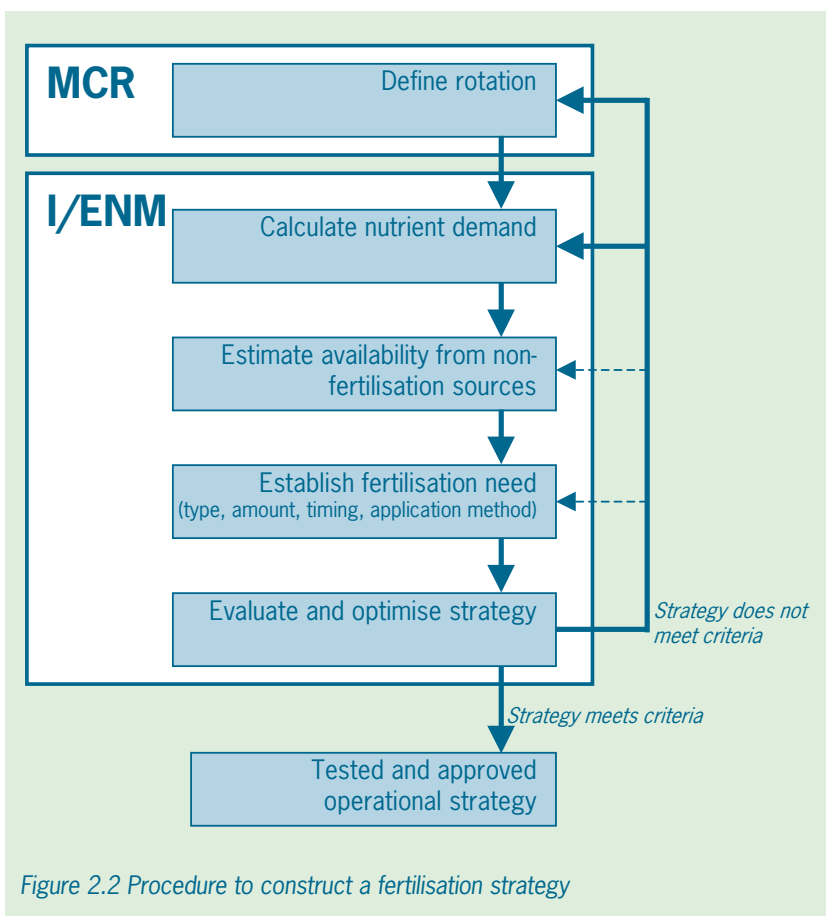 MCR
Define rotation
I/ENM
Calculate nutrient demand
Estimate availability from non-
fertilisation sources
Establish fertilisation need
(type, amount, timing, application method)
Evaluate and optimise strategy
Strategy does not
meet criteria
Strategy meets criteria
Tested and approved
operational strategy
Figure 2.2 Procedure to construct a fertilisation strategy